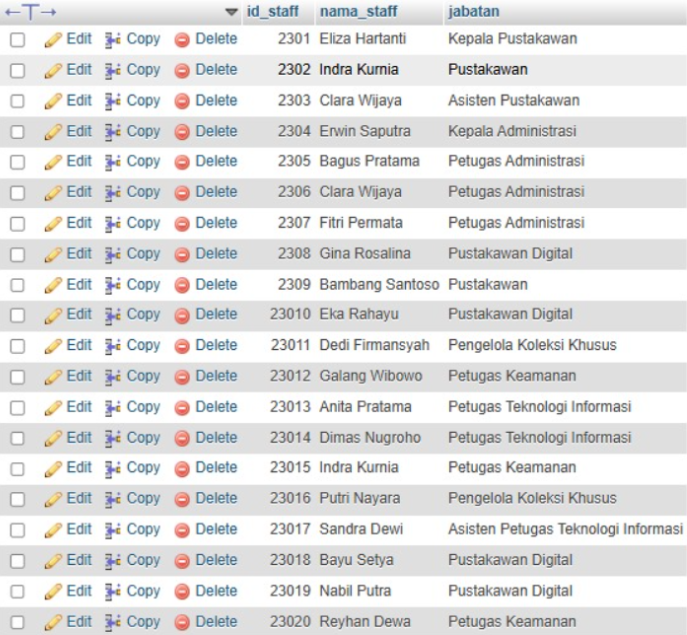 ←T→ id_staff nama_staff jabatan
Edit Copy Delete 2301 Eliza Hartanti Kepala Pustakawan
Edit Copy Delete 2302 Indra Kurnia Pustakawan
Edit Copy Delete 2303 Clara Wijaya Asisten Pustakawan
Edit Copy Delete 2304 Erwin Saputra Kepala Administrasi
Edit Copy Delete 2305 Bagus Pratama Petugas Administrasi
Edit Copy Delete 2306 Clara Wijaya Petugas Administrasi
Edit Copy Delete 2307 Fitri Permata Petugas Administrasi
Edit Copy Delete 2308 Gina Rosalina Pustakawan Digital
Edit Copy Delete 2309 Bambang Santoso Pustakawan
Edit Copy Delete 23010 Eka Rahayu Pustakawan Digital
Edit Copy Delete 23011 Dedi Firmansyah Pengelola Koleksi Khusus
Edit Copy Delete 23012 Galang Wibowo Petugas Keamanan
Edit Copy Delete 23013 Anita Pratama Petugas Teknologi Informasi
Edit Copy Delete 23014 Dimas Nugroho Petugas Teknologi Informasi
Edit Copy Delete 23015 Indra Kurnia Petugas Keamanan
Edit Copy Delete 23016 Putri Nayara Pengelola Koleksi Khusus
Edit Copy Delete 23017 Sandra Dewi Asisten Petugas Teknologi Informasi
Edit Copy Delete 23018 Bayu Setya Pustakawan Digital
Edit Copy Delete 23019 Nabil Putra Pustakawan Digital
Edit Copy Delete 23020 Reyhan Dewa Petugas Keamanan